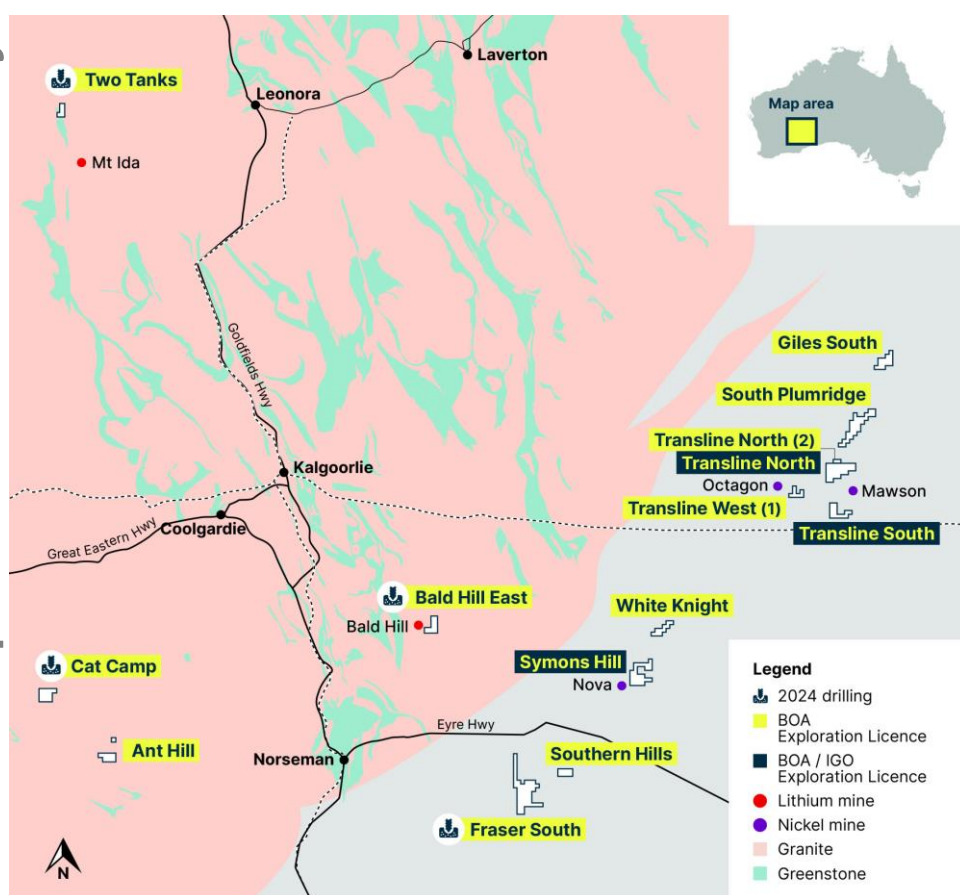 Laverton
Two Tanks
Leonora
Map area
Mt Ida
Goldfields Hwy
Giles South
South Plumridge
Transline North (2)
Kalgoorlie
Transline North
Octagon
Mawson
Transline West (1)
Coolgardie
Great Eastern Hwy
Transline South
Bald Hill East
White Knight
Bald Hill
Cat Camp
Symons Hill
Nova
Eyre Hwy
Ant Hill
Norseman
Southern Hills
Fraser South
N
Legend
2024 drilling
BOA
Exploration Licence
BOA / IGO
Exploration Licence
Lithium mine
Nickel mine
Granite
Greenstone